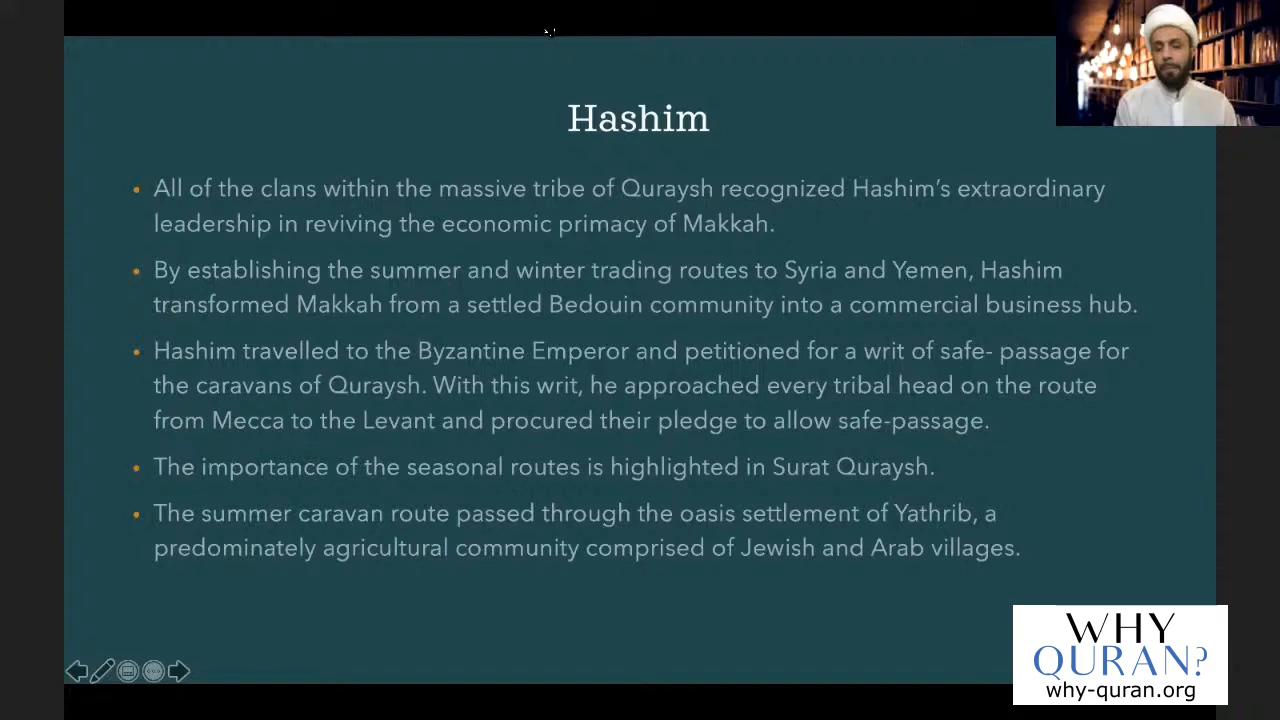 Hashim
• All of the clans within the massive tribe of Quraysh recognized Hashim’s extraordinary
leadership in reviving the economic primacy of Makkah.
• By establishing the summer and winter trading routes to Syria and Yemen, Hashim
transformed Makkah from a settled Bedouin community into a commercial business hub.
• Hashim travelled to the Byzantine Emperor and petitioned for a writ of safe- passage for
the caravans of Quraysh. With this writ, he approached every tribal head on the route
from Mecca to the Levant and procured their pledge to allow safe-passage.
• The importance of the seasonal routes is highlighted in Surat Quraysh.
• The summer caravan route passed through the oasis settlement of Yathrib, a
predominately agricultural community comprised of Jewish and Arab villages.
WHY
QURAN?
why-quran.org